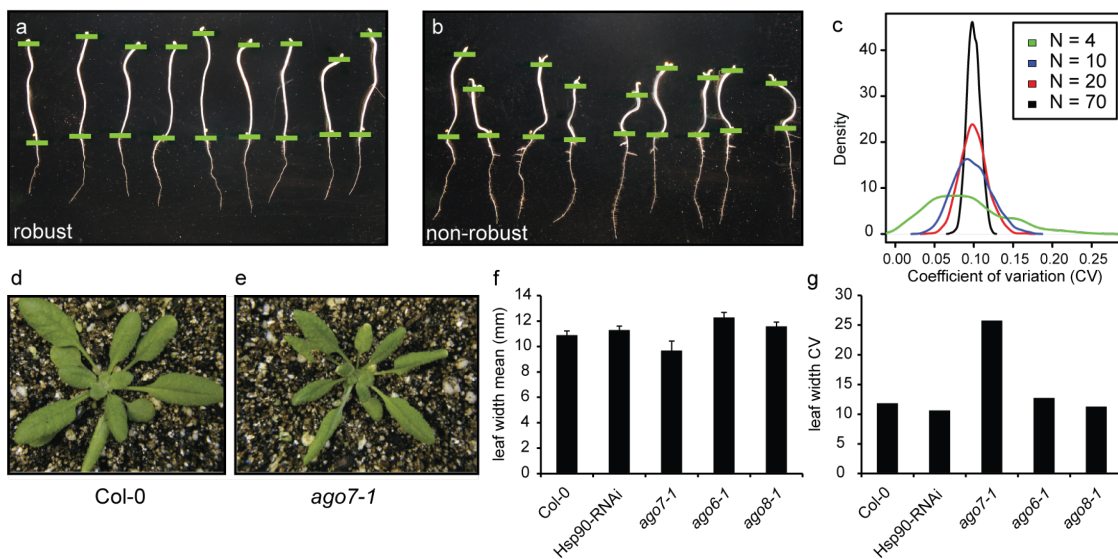 a
robust
b
non-robust
c
N = 4
N = 10
N = 20
N = 70
Density
40
30
20
10
0
0.00 0.05 0.10 0.15 0.20 0.25
Coefficient of variation (CV)
d
Col-0
e
ago7-1
f
leaf width mean (mm)
14
12
10
8
6
4
2
0
Col-0
Hsp90-RNAi
ago7-1
ago6-1
ago8-1
g
leaf width CV
30
25
20
15
10
5
0
Col-0
Hsp90-RNAi
ago7-1
ago6-1
ago8-1